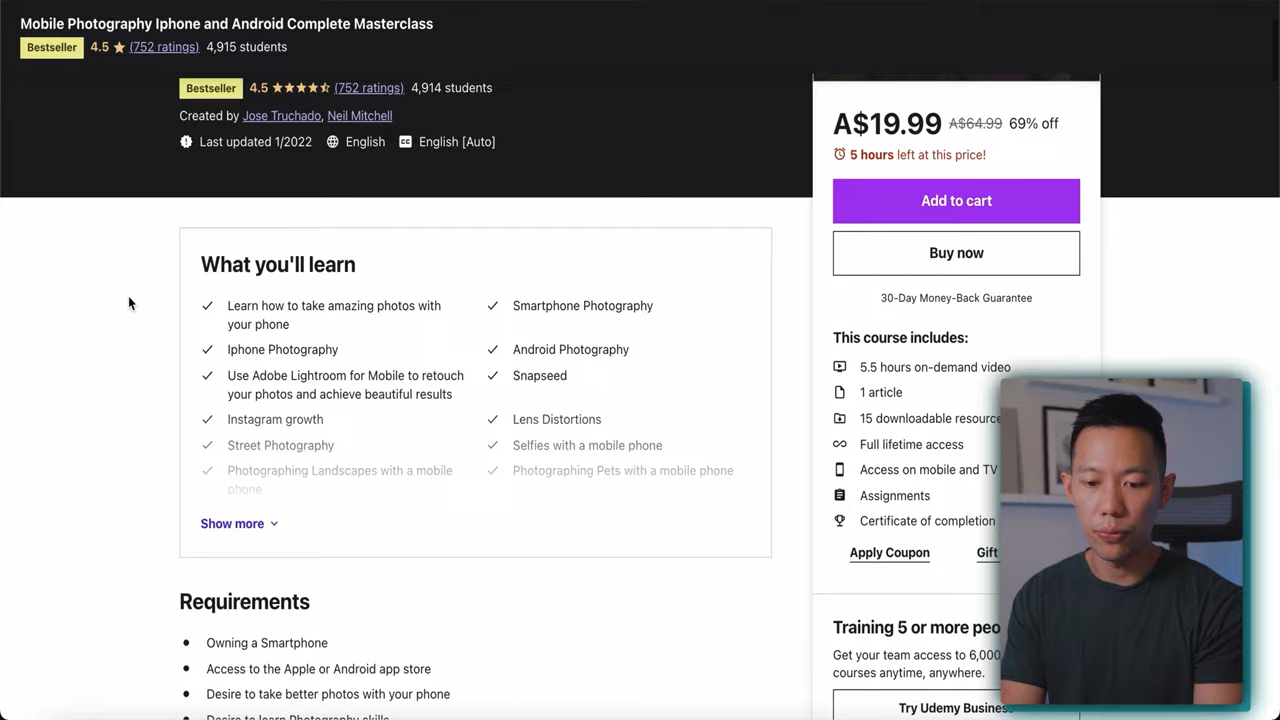 Mobile Photography Iphone and Android Complete Masterclass
Bestseller 4.5 (752 ratings) 4,915 students
Bestseller 4.5 (752 ratings) 4,914 students
Created by Jose Truchado, Neil Mitchell
Last updated 1/2022 English CC English [Auto]
What you'll learn
Learn how to take amazing photos with
your phone
Smartphone Photography
Iphone Photography
Android Photography
Use Adobe Lightroom for Mobile to retouch
your photos and achieve beautiful results
Snapseed
Instagram growth
Lens Distortions
Street Photography
Selfies with a mobile phone
Photographing Landscapes with a mobile
phone
Photographing Pets with a mobile phone
Show more
Requirements
Owning a Smartphone
Access to the Apple or Android app store
Desire to take better photos with your phone
Desire to learn Photography skills
A$19.99 A$64.99 69% off
5 hours left at this price!
Add to cart
Buy now
30-Day Money-Back Guarantee
This course includes:
5.5 hours on-demand video
1 article
15 downloadable resource
Full lifetime access
Access on mobile and TV
Assignments
Certificate of completion
Apply Coupon Gift
Training 5 or more peo
Get your team access to 6,000
courses anytime, anywhere.
Try Udemy Business